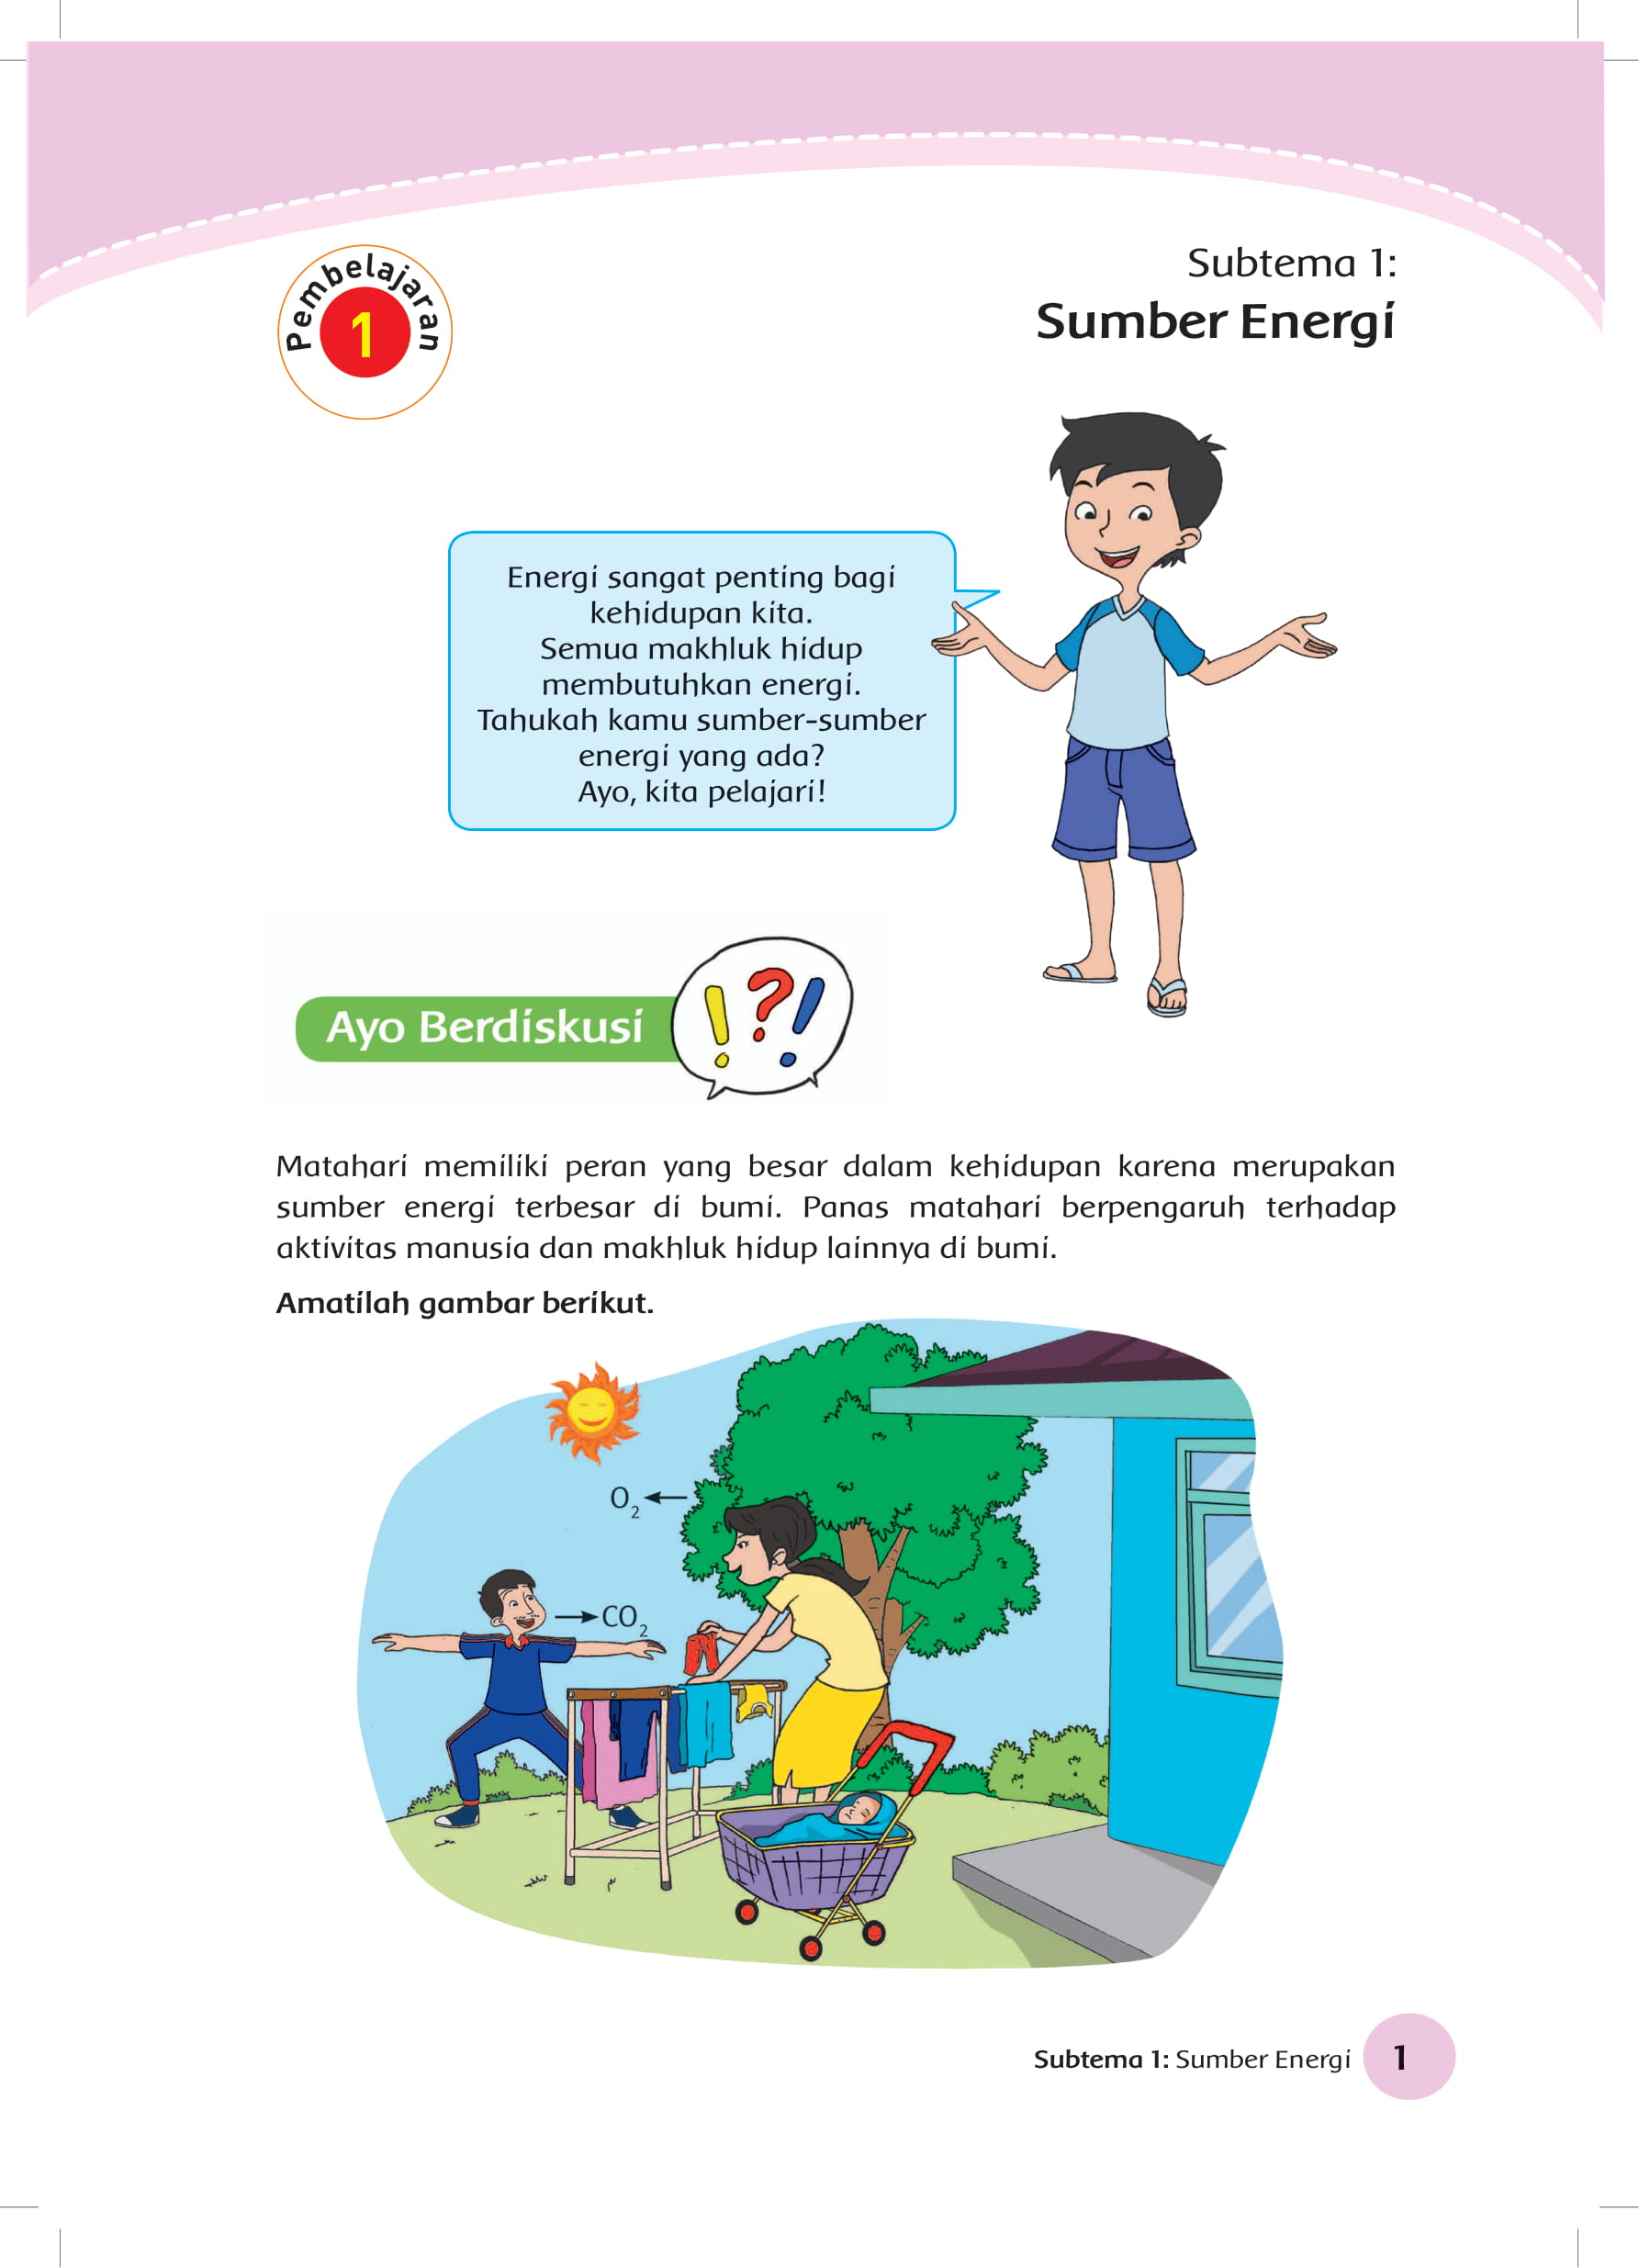 Pembelajaran
1
Subtema 1:
Sumber Energi
Energi sangat penting bagi
kehidupan kita.
Semua makhluk hidup
membutuhkan energi.
Tahukah kamu sumber-sumber
energi yang ada?
Ayo, kita pelajari!
Ayo Berdiskusi !?!
Matahari memiliki peran yang besar dalam kehidupan karena merupakan
sumber energi terbesar di bumi. Panas matahari berpengaruh terhadap
aktivitas manusia dan makhluk hidup lainnya di bumi.
Amatilah gambar berikut.
O₂
CO₂
Subtema 1: Sumber Energi 1